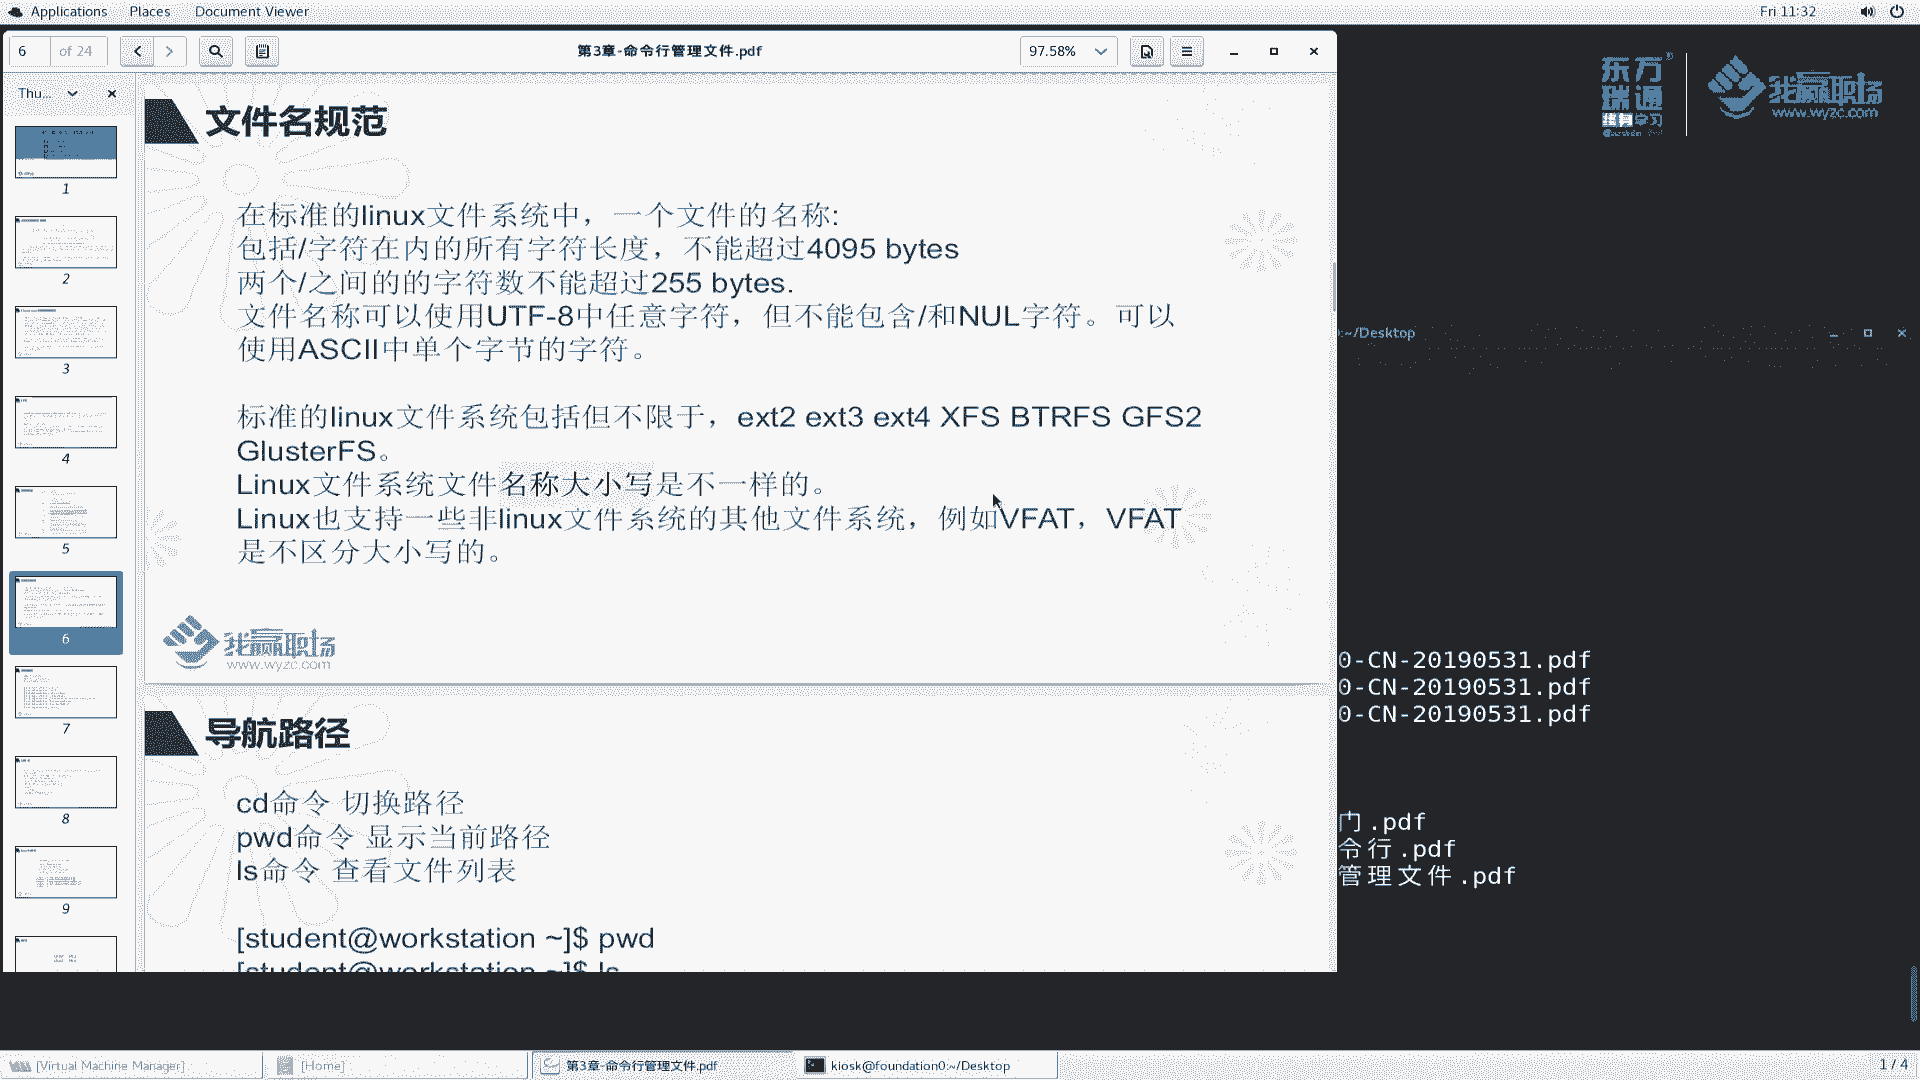 Applications Places Document Viewer
Fri 11:32
6 of 24
第3章-命令行管理文件.pdf
97.58%
Thu...
1
2
3
4
5
6
7
8
9
文件名规范
在标准的linux文件系统中，一个文件的名称:
包括/字符在内的所有字符长度，不能超过4095 bytes
两个/之间的的字符数不能超过255 bytes.
文件名称可以使用UTF-8中任意字符，但不能包含/和NUL字符。可以
使用ASCII中单个字节的字符。
标准的linux文件系统包括但不限于，ext2 ext3 ext4 XFS BTRFS GFS2
GlusterFS。
Linux文件系统文件名称大小写是不一样的。
Linux也支持一些非linux文件系统的其他文件系统，例如VFAT，VFAT
是不区分大小写的。
我赢职场
www.wyzc.com
导航路径
cd命令 切换路径
pwd命令 显示当前路径
ls命令 查看文件列表
[student@workstation ~]$ pwd
[student@workstation ~]$ ls
东方
瑞通
终身学习
我赢职场
www.wyzc.com
:~/Desktop
0-CN-20190531.pdf
0-CN-20190531.pdf
0-CN-20190531.pdf
门.pdf
令行.pdf
管理文件.pdf
[Virtual Machine Manager]
[Home]
第3章-命令行管理文件.pdf
kiosk@foundation0:~/Desktop
1 / 4